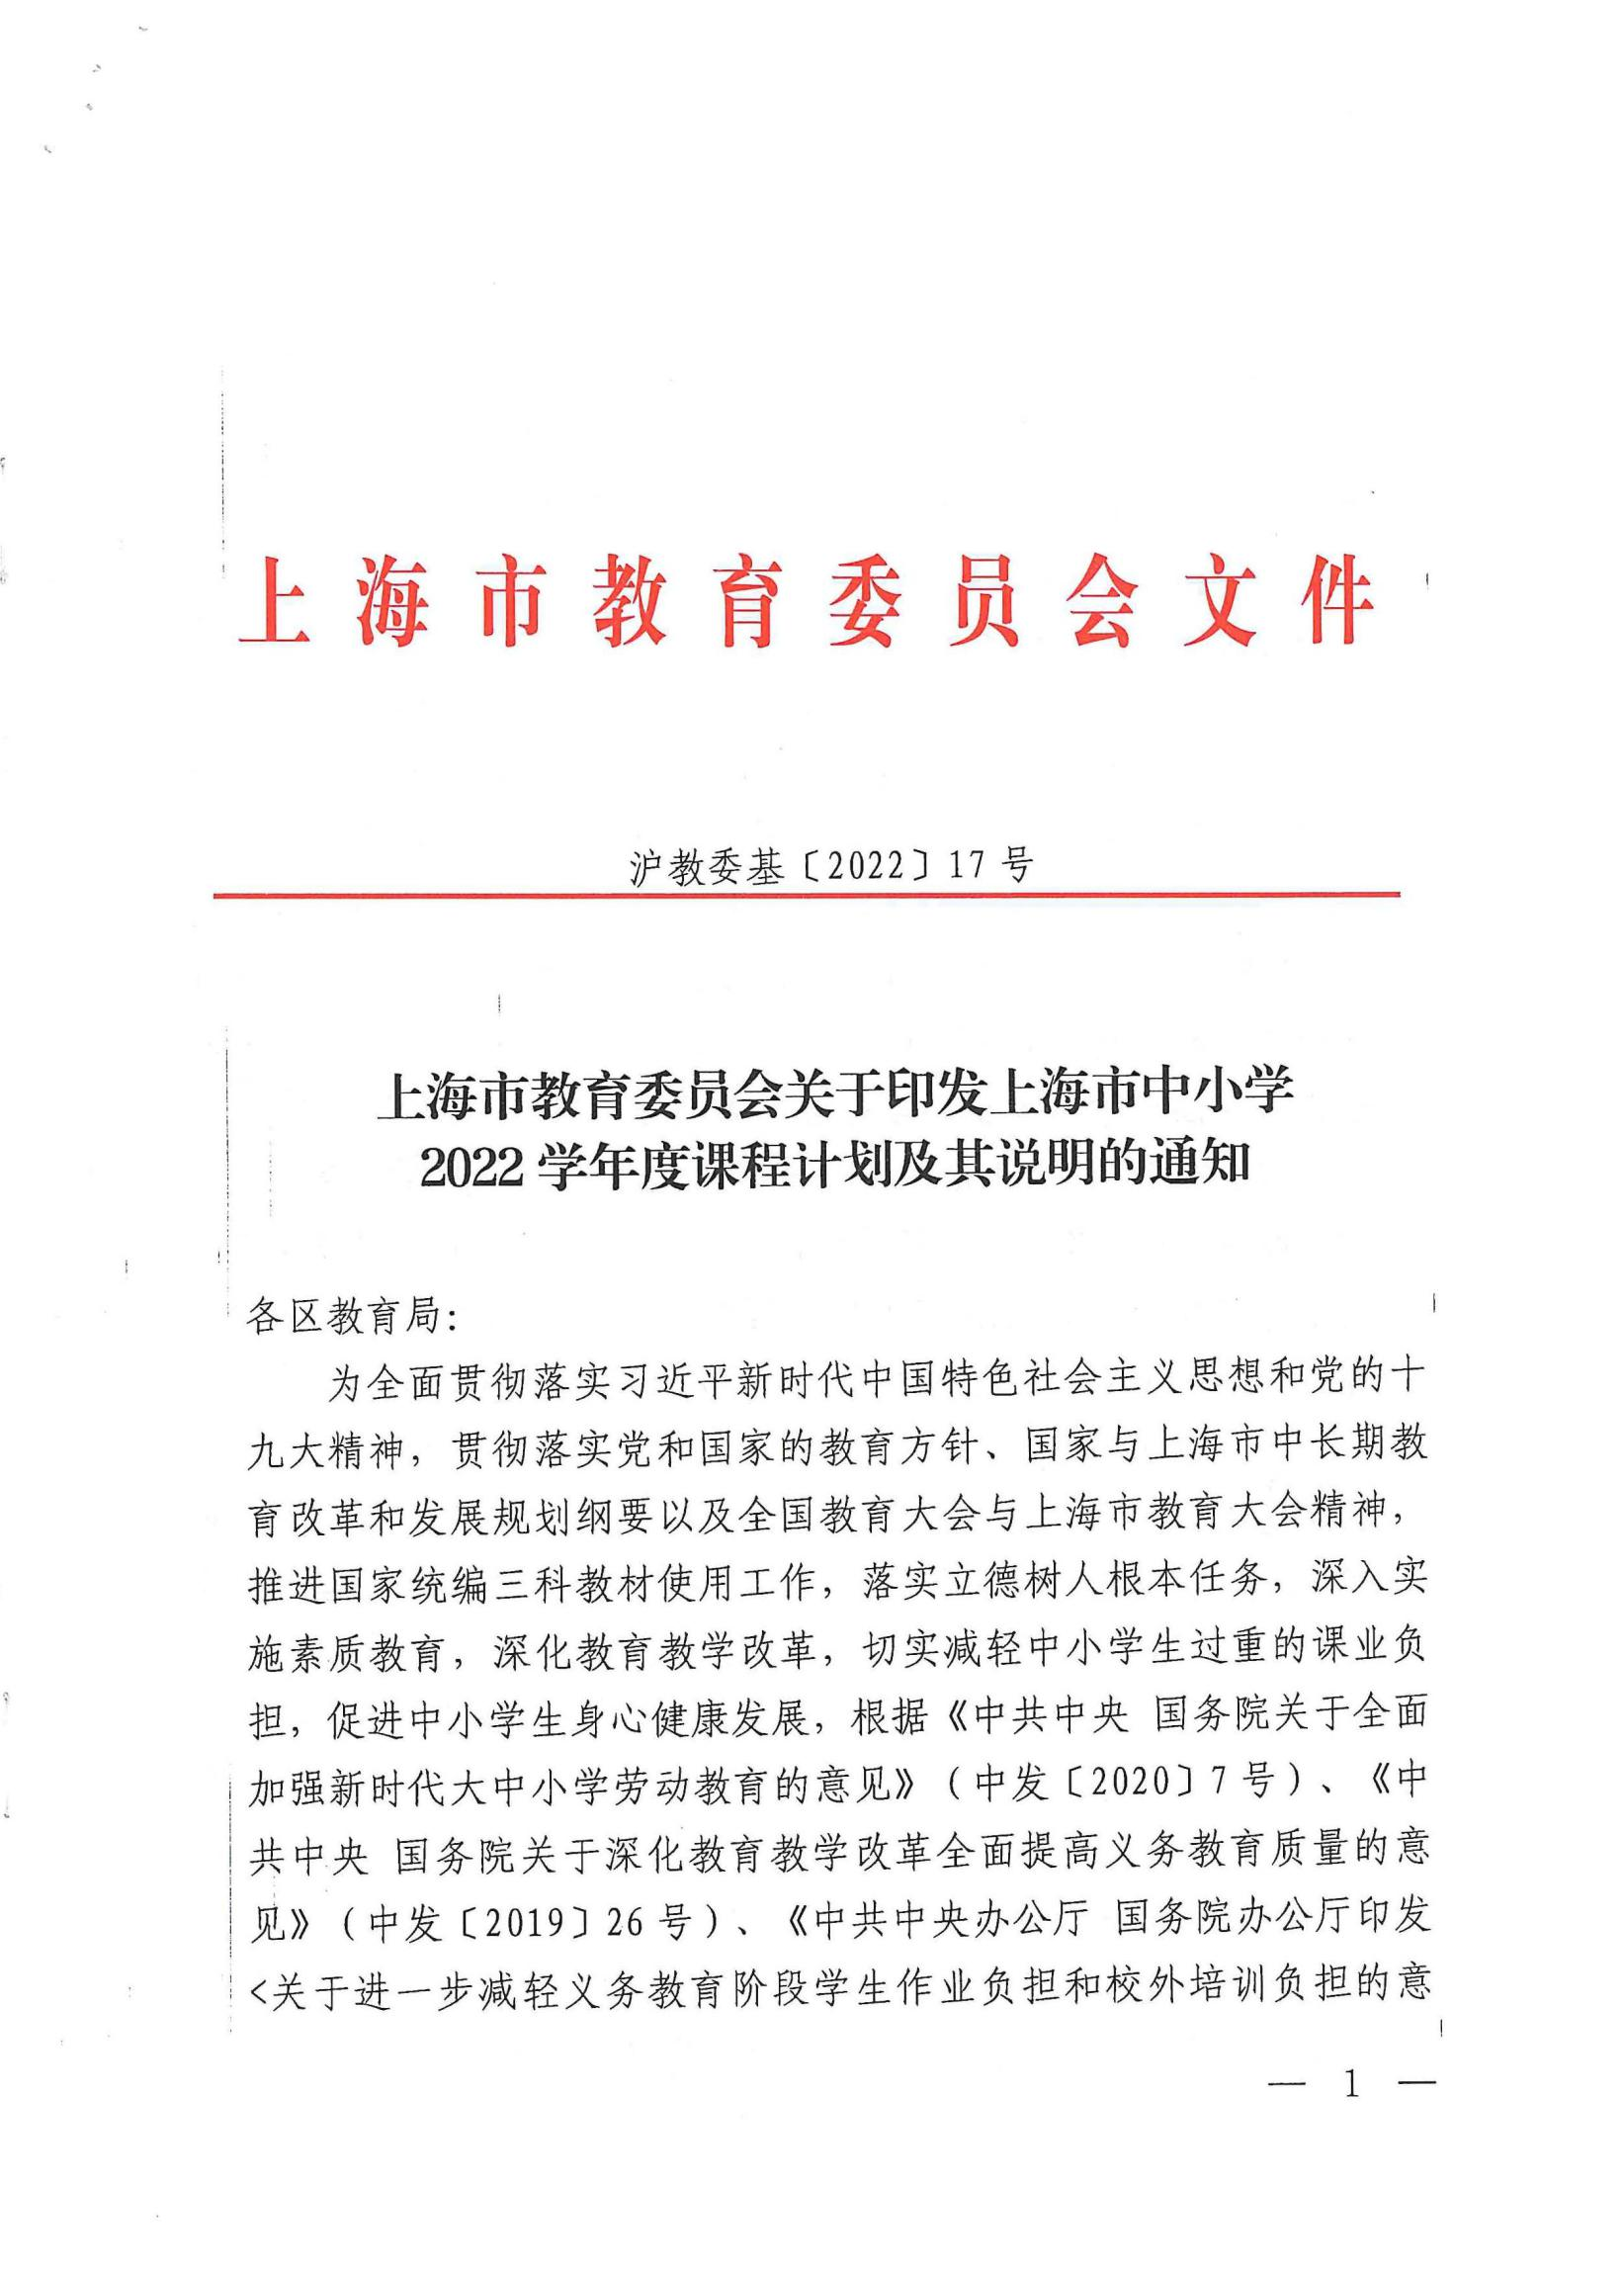 上海市教育委员会文件
沪教委基〔2022〕17 号
上海市教育委员会关于印发上海市中小学
2022 学年度课程计划及其说明的通知
各区教育局：
为全面贯彻落实习近平新时代中国特色社会主义思想和党的十
九大精神，贯彻落实党和国家的教育方针、国家与上海市中长期教
育改革和发展规划纲要以及全国教育大会与上海市教育大会精神，
推进国家统编三科教材使用工作，落实立德树人根本任务，深入实
施素质教育，深化教育教学改革，切实减轻中小学生过重的课业负
担，促进中小学生身心健康发展，根据《中共中央 国务院关于全面
加强新时代大中小学劳动教育的意见》（中发〔2020〕7 号）、《中
共中央 国务院关于深化教育教学改革全面提高义务教育质量的意
见》（中发〔2019〕26 号）、《中共中央办公厅 国务院办公厅印发
<关于进一步减轻义务教育阶段学生作业负担和校外培训负担的意
— 1 —